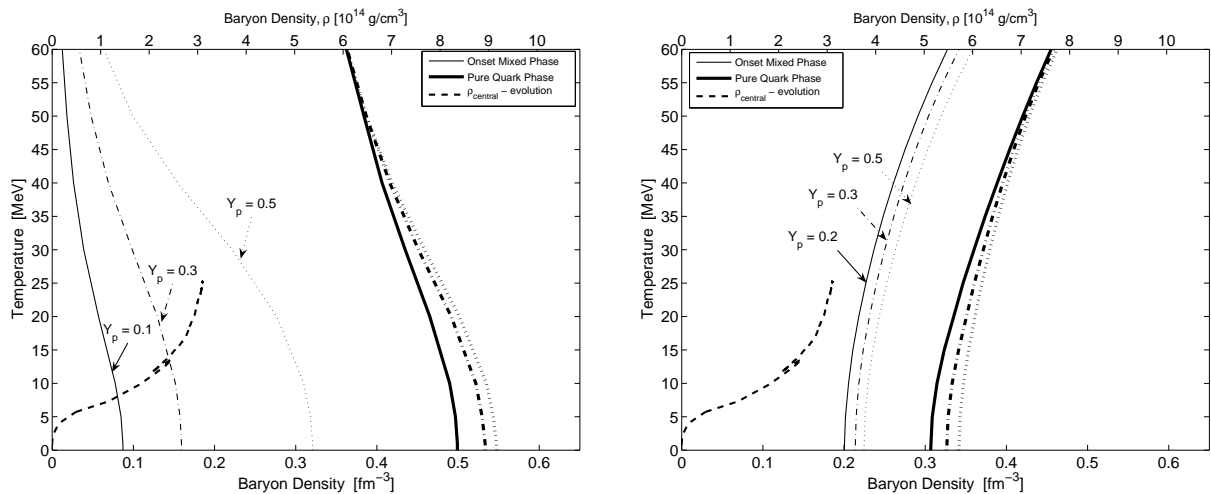 Baryon Density, ρ [10^14 g/cm^3]
0 1 2 3 4 5 6 7 8 9 10
60
55
50
45
40
35
30
25
20
15
10
5
0
Temperature [MeV]
Onset Mixed Phase
Pure Quark Phase
ρ_central − evolution
Y_p = 0.5
Y_p = 0.3
Y_p = 0.1
0 0.1 0.2 0.3 0.4 0.5 0.6
Baryon Density [fm^−3]
Baryon Density, ρ [10^14 g/cm^3]
0 1 2 3 4 5 6 7 8 9 10
60
55
50
45
40
35
30
25
20
15
10
5
0
Temperature [MeV]
Onset Mixed Phase
Pure Quark Phase
ρ_central − evolution
Y_p = 0.5
Y_p = 0.3
Y_p = 0.2
0 0.1 0.2 0.3 0.4 0.5 0.6
Baryon Density [fm^−3]